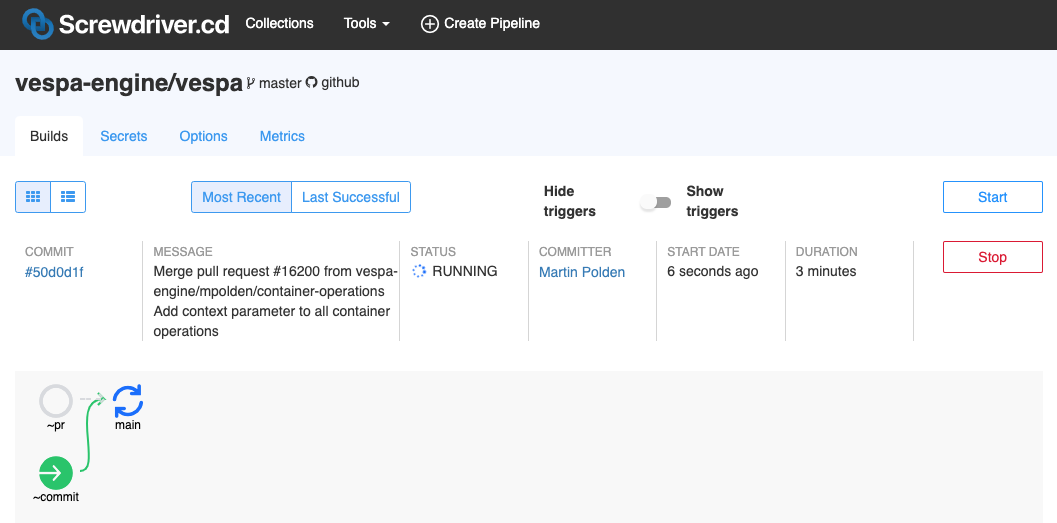 Screwdriver.cd Collections Tools Create Pipeline
vespa-engine/vespa master github
Builds Secrets Options Metrics
Most Recent Last Successful
Hide
triggers
Show
triggers
Start
COMMIT
#50d0d1f
MESSAGE
Merge pull request #16200 from vespa-
engine/mpolden/container-operations
Add context parameter to all container
operations
STATUS
RUNNING
COMMITTER
Martin Polden
START DATE
6 seconds ago
DURATION
3 minutes
Stop
~pr
main
~commit